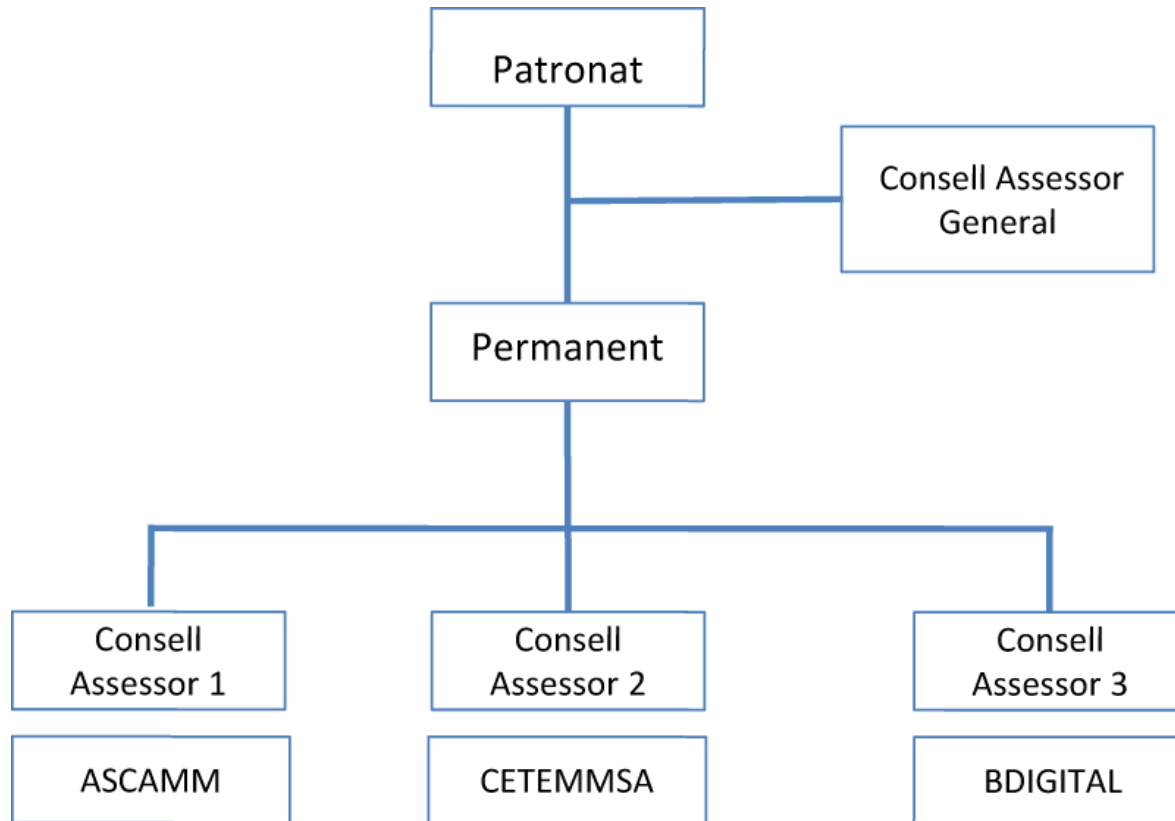 Patronat
Consell Assessor
General
Permanent
Consell
Assessor 1
Consell
Assessor 2
Consell
Assessor 3
ASCAMM
CETEMMSA
BDIGITAL